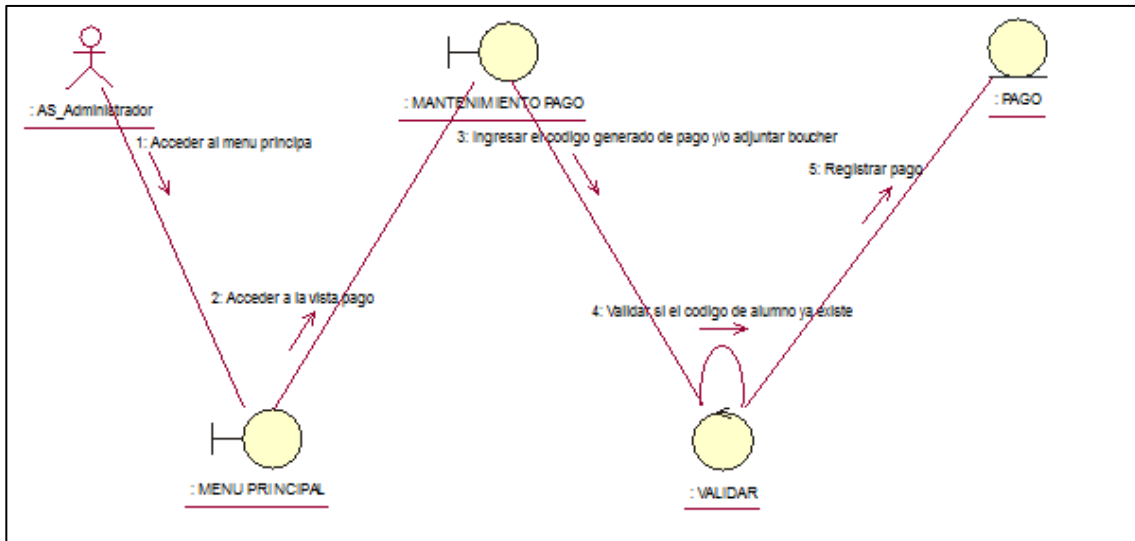 : AS_Administrador
: MANTENIMIENTO PAGO
: PAGO
1: Acceder al menu principa
3: Ingresar el codigo generado de pago y/o adjuntar boucher
5: Registrar pago
2: Acceder a la vista pago
4: Validar si el codigo de alumno ya existe
: MENU PRINCIPAL
: VALIDAR